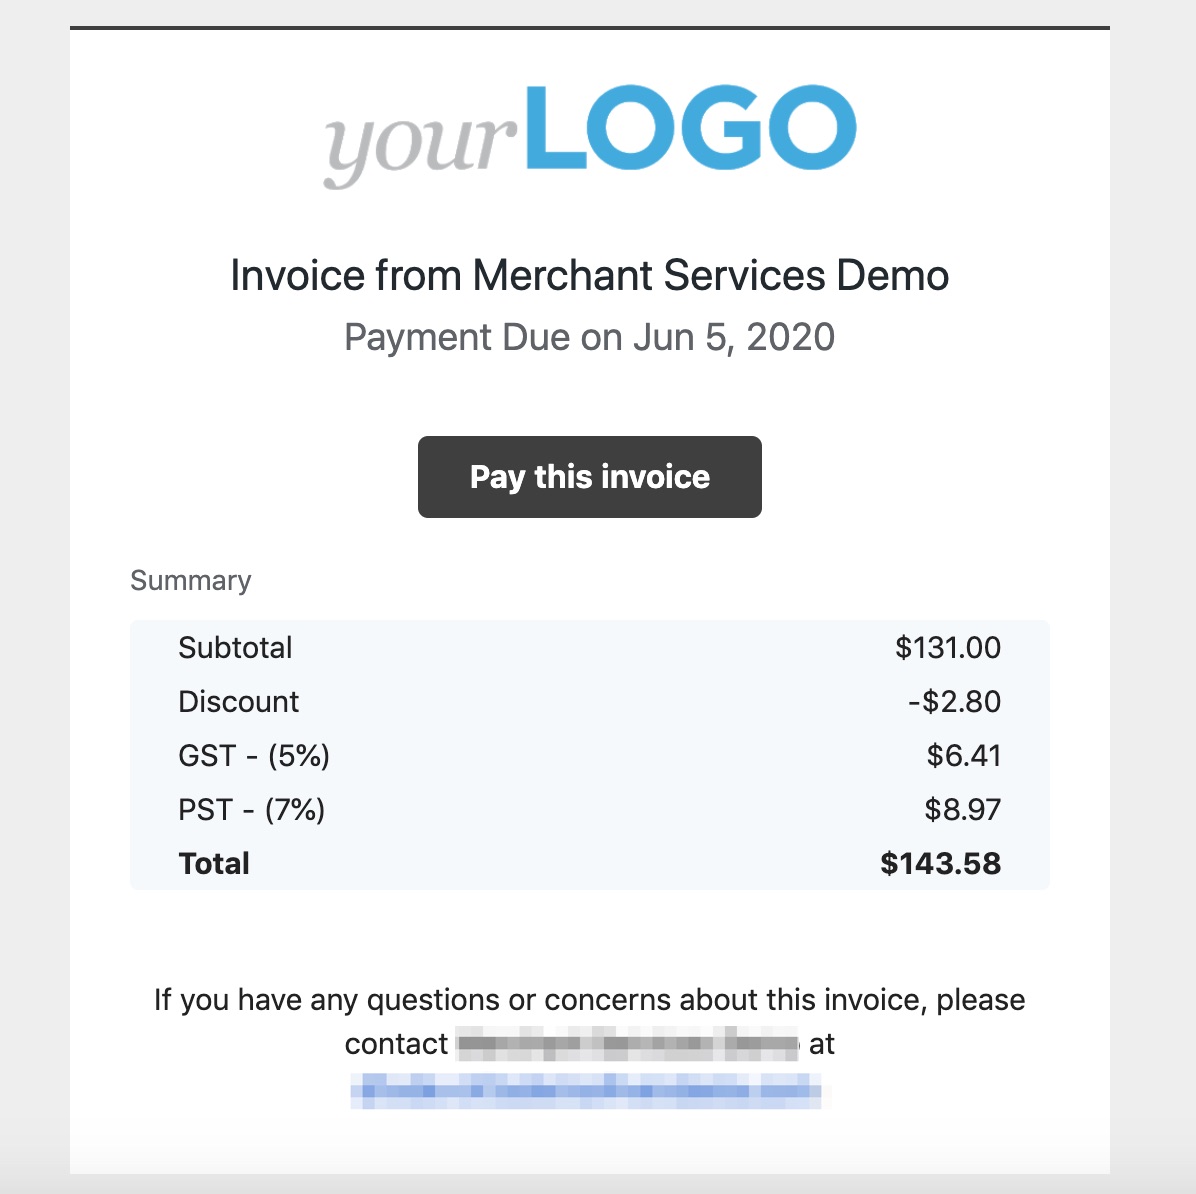 yourLOGO
Invoice from Merchant Services Demo
Payment Due on Jun 5, 2020
Pay this invoice
Summary
Subtotal $131.00
Discount -$2.80
GST - (5%) $6.41
PST - (7%) $8.97
Total $143.58
If you have any questions or concerns about this invoice, please
contact at